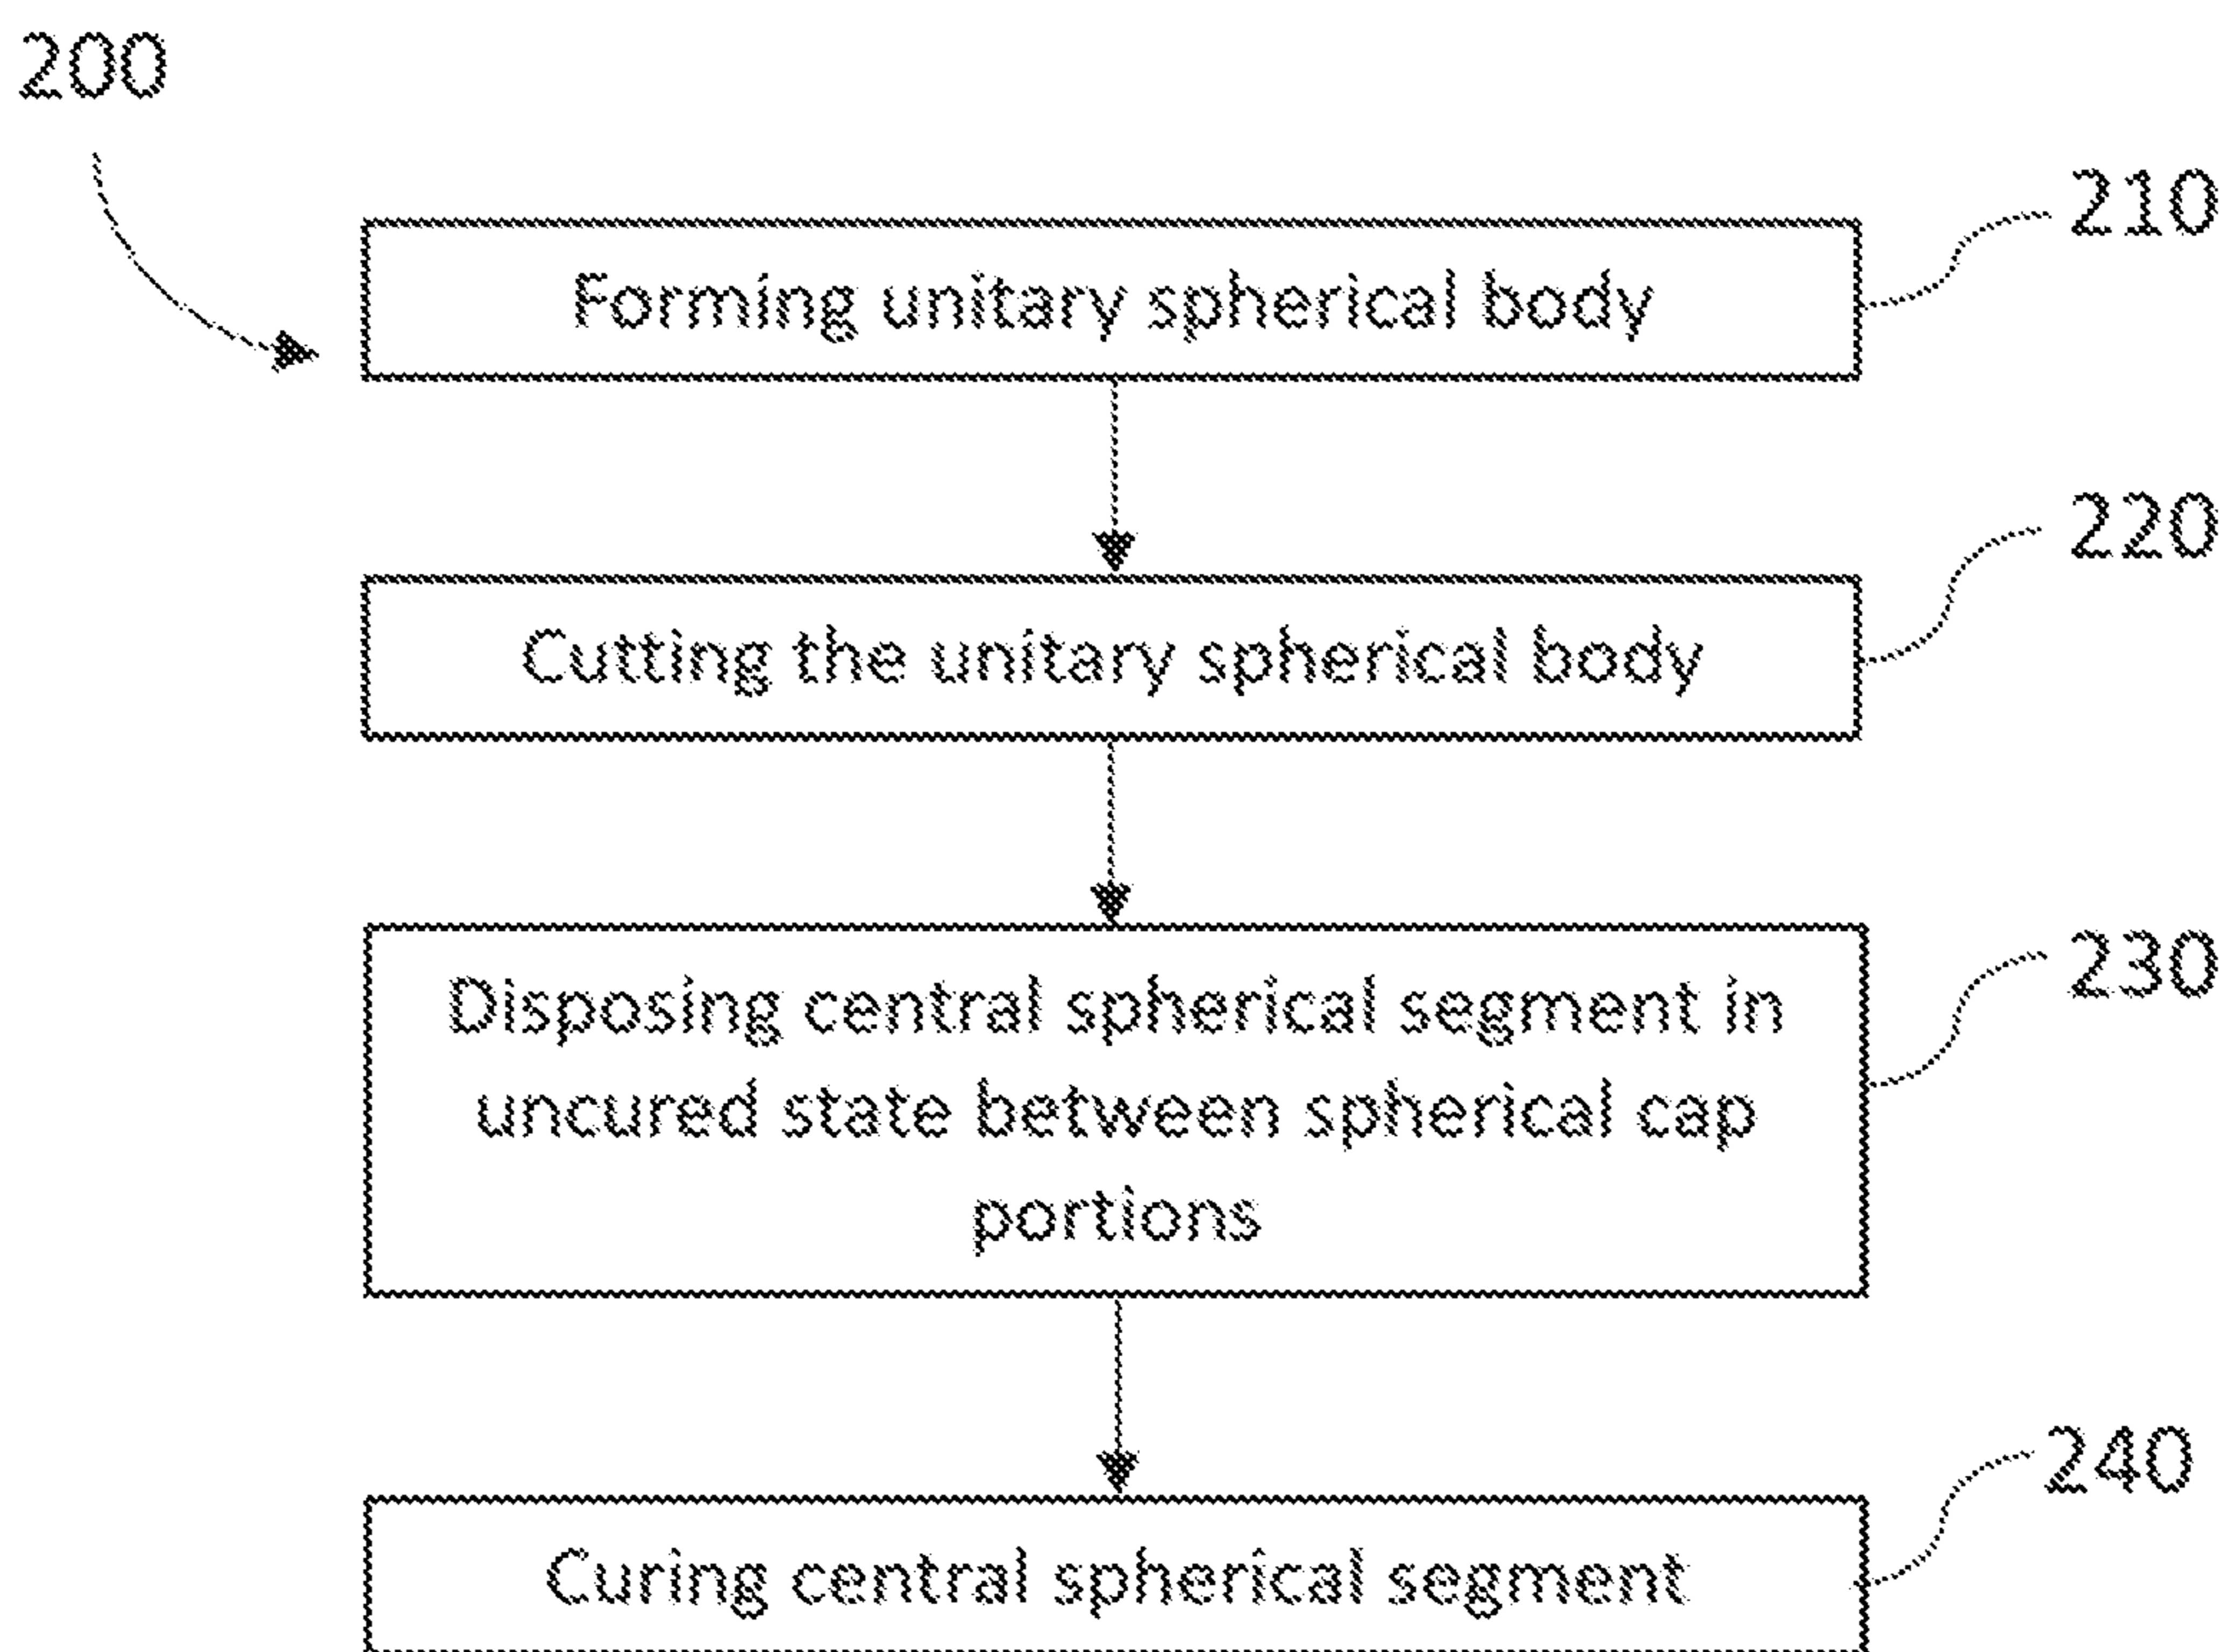 200
210
Forming unitary spherical body
220
Cutting the unitary spherical body
230
Disposing central spherical segment in
uncured state between spherical cap
portions
240
Curing central spherical segment